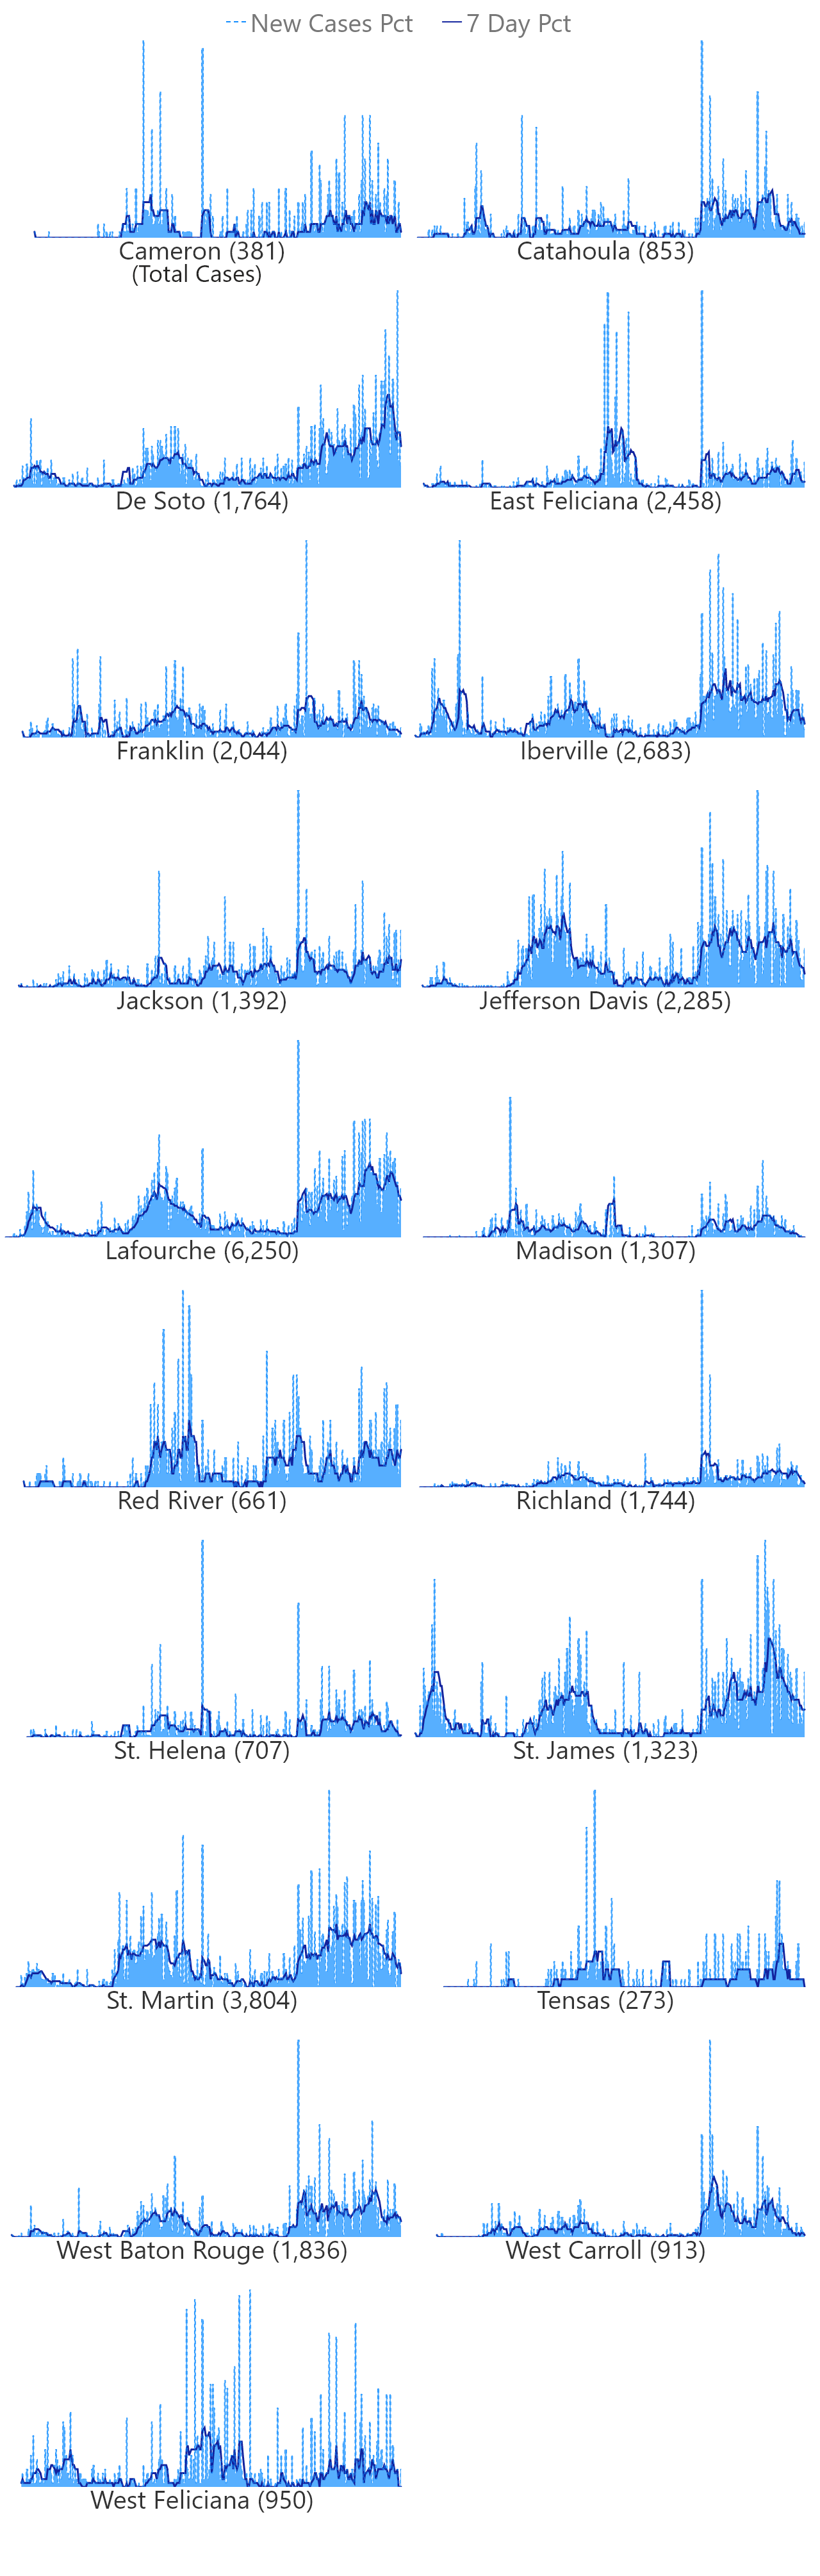 New Cases Pct 7 Day Pct
Cameron (381) Catahoula (853)
(Total Cases)
De Soto (1,764) East Feliciana (2,458)
Franklin (2,044) Iberville (2,683)
Jackson (1,392) Jefferson Davis (2,285)
Lafourche (6,250) Madison (1,307)
Red River (661) Richland (1,744)
St. Helena (707) St. James (1,323)
St. Martin (3,804) Tensas (273)
West Baton Rouge (1,836) West Carroll (913)
West Feliciana (950)